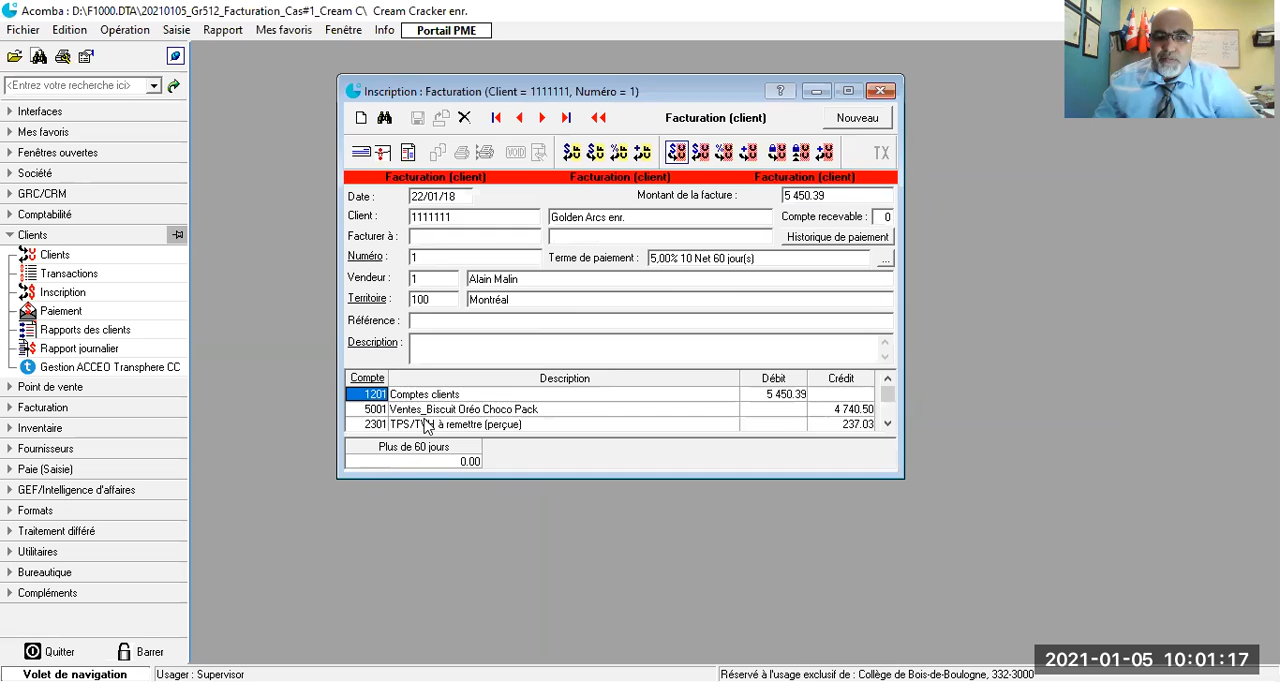 Acomba : D:\F1000.DTA\20210105_Gr512_Facturation_Cas#1_Cream C\ Cream Cracker enr.
Fichier Edition Opération Saisie Rapport Mes favoris Fenêtre Info Portail PME
<Entrez votre recherche ici>
Interfaces
Mes favoris
Fenêtres ouvertes
Société
GRC/CRM
Comptabilité
Clients
Clients
Transactions
Inscription
Paiement
Rapports des clients
Rapport journalier
Gestion ACCEO Transphere CC
Point de vente
Facturation
Inventaire
Fournisseurs
Paie (Saisie)
GEF/Intelligence d'affaires
Formats
Traitement différé
Utilitaires
Bureautique
Compléments
Quitter Barrer
Volet de navigation
Inscription : Facturation (Client = 1111111, Numéro = 1)
Facturation (client) Nouveau
VOID TX
Facturation (client) Facturation (client) Facturation (client)
Date : 22/01/18 Montant de la facture : 5 450.39
Client : 1111111 Golden Arcs enr. Compte recevable : 0
Facturer à : Historique de paiement
Numéro : 1 Terme de paiement : 5,00% 10 Net 60 jour(s) ...
Vendeur : 1 Alain Malin
Territoire : 100 Montréal
Référence :
Description :
Compte Description Débit Crédit
1201 Comptes clients 5 450.39
5001 Ventes_Biscuit Oréo Choco Pack 4 740.50
2301 TPS/TVH à remettre (perçue) 237.03
Plus de 60 jours
0.00
2021-01-05 10:01:17
Usager : Supervisor Réservé à l'usage exclusif de : Collège de Bois-de-Boulogne, 332-3000